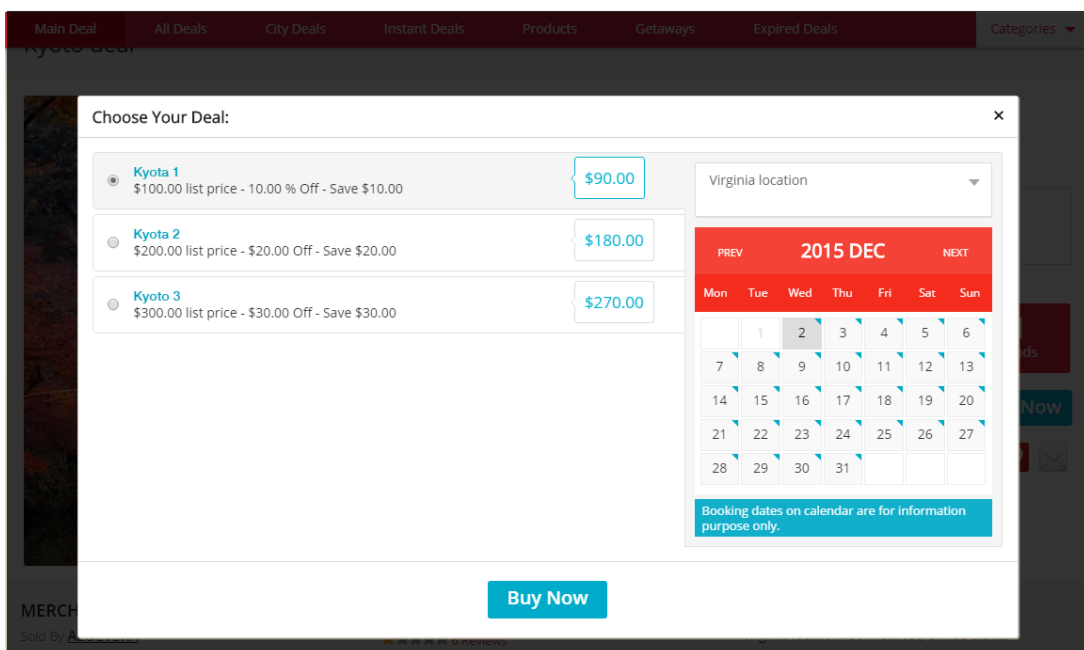 Main Deal All Deals City Deals Instant Deals Products Getaways Expired Deals Categories
Kyoto deal
Choose Your Deal: ×
Kyota 1
$100.00 list price - 10.00 % Off - Save $10.00
$90.00
Kyota 2
$200.00 list price - $20.00 Off - Save $20.00
$180.00
Kyoto 3
$300.00 list price - $30.00 Off - Save $30.00
$270.00
Virginia location
PREV 2015 DEC NEXT
Mon Tue Wed Thu Fri Sat Sun
1 2 3 4 5 6
7 8 9 10 11 12 13
14 15 16 17 18 19 20
21 22 23 24 25 26 27
28 29 30 31
Booking dates on calendar are for information
purpose only.
Now
Buy Now
MERCH
Sold By
0 Reviews